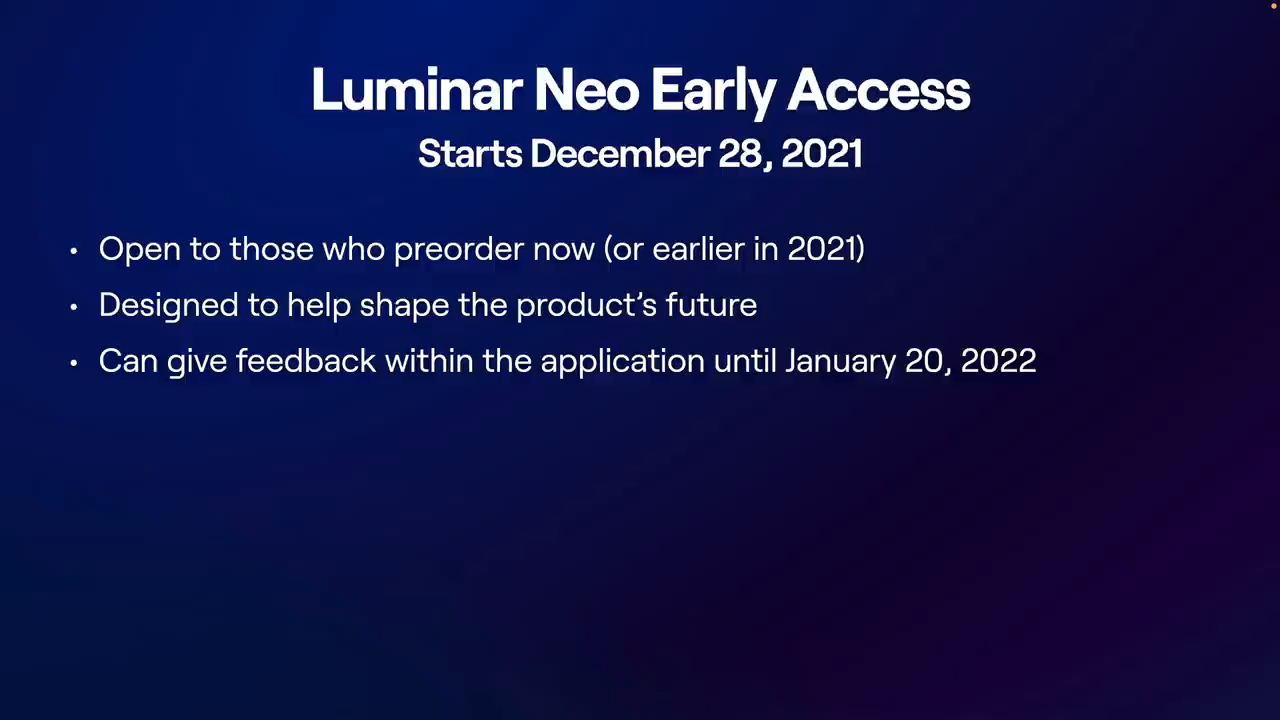 Luminar Neo Early Access
Starts December 28, 2021
• Open to those who preorder now (or earlier in 2021)
• Designed to help shape the product’s future
• Can give feedback within the application until January 20, 2022